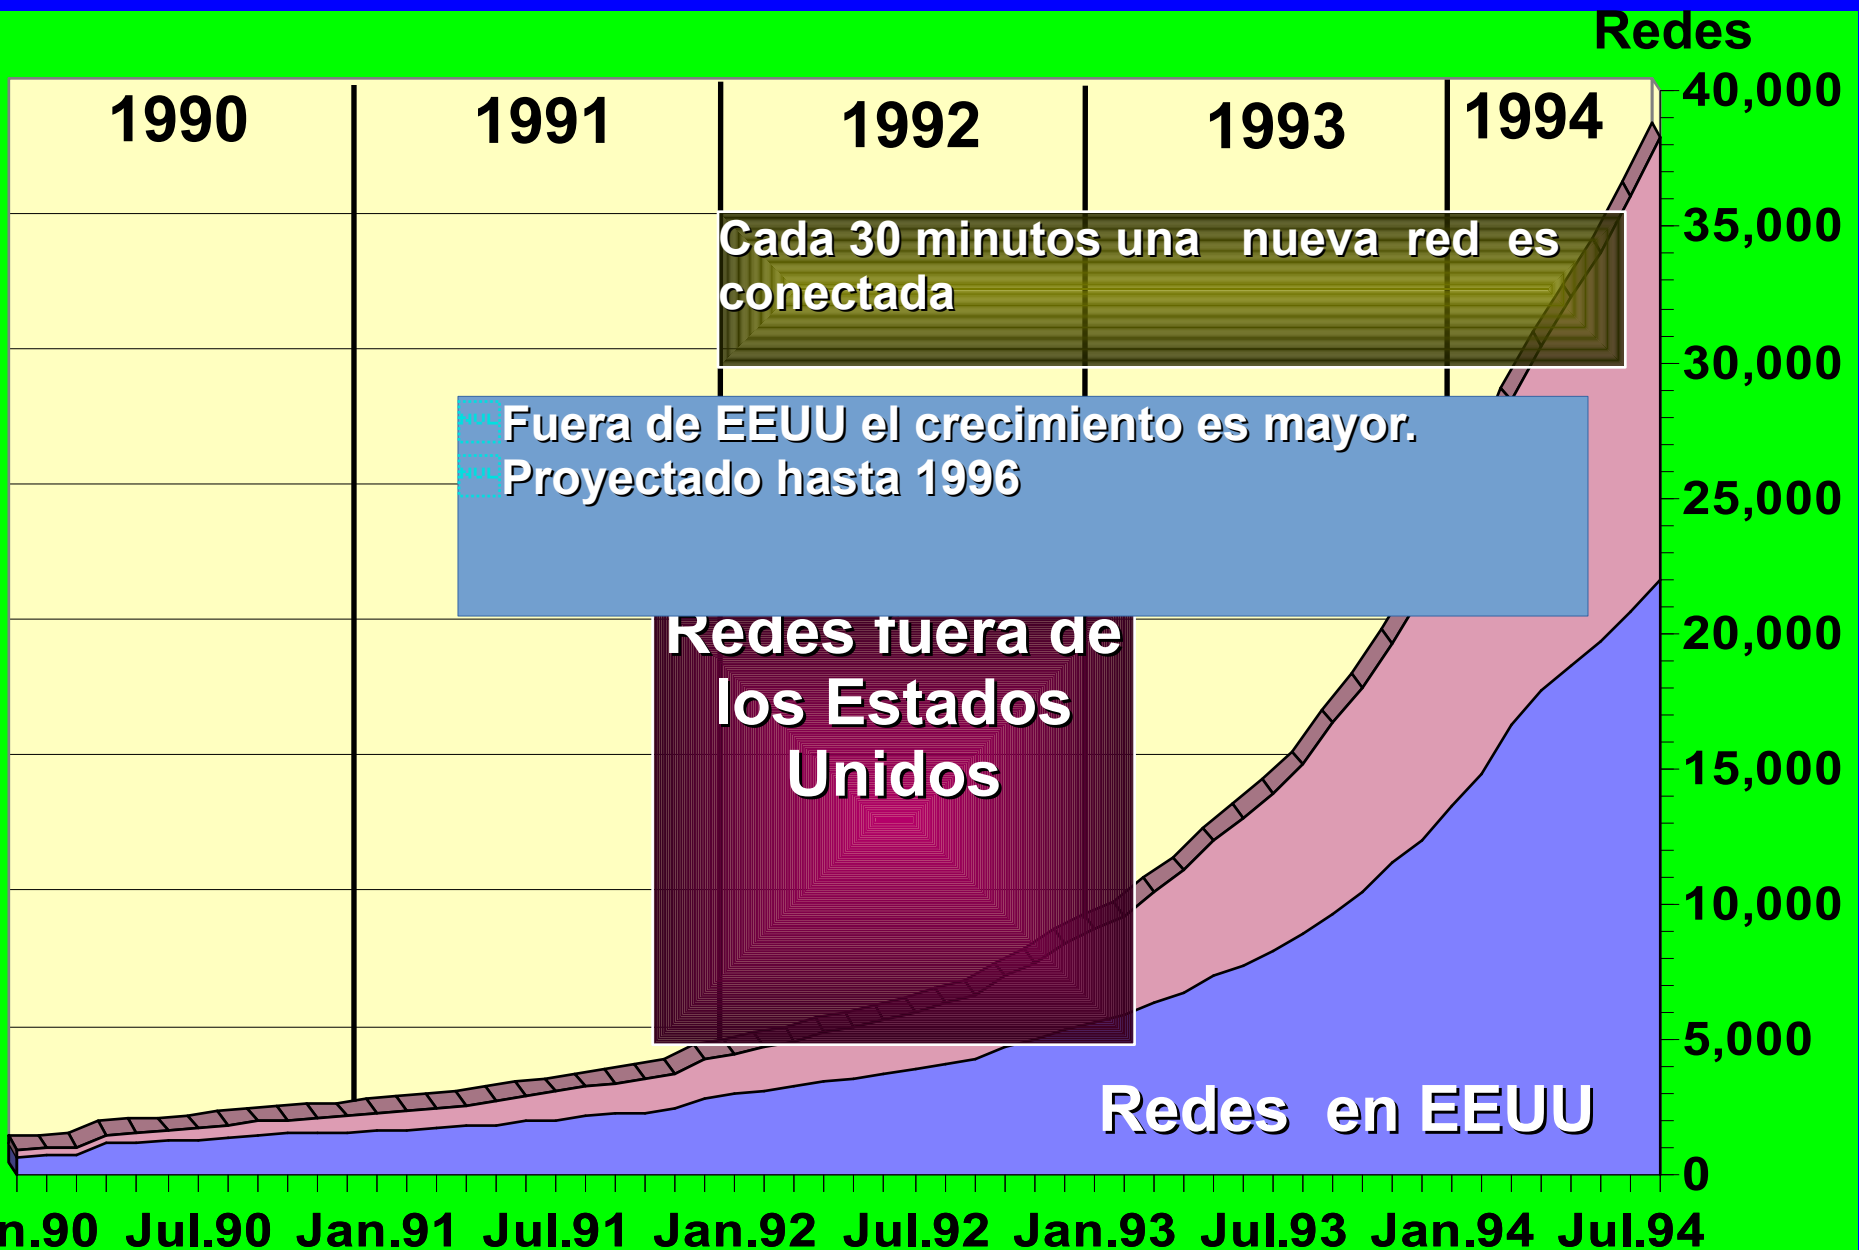 Redes
40,000
1990 1991 1992 1993 1994
35,000
Cada 30 minutos una nueva red es
conectada
30,000
NUL Fuera de EEUU el crecimiento es mayor.
NUL Proyectado hasta 1996
25,000
20,000
Redes fuera de
los Estados
Unidos
15,000
10,000
5,000
Redes en EEUU
0
n.90 Jul.90 Jan.91 Jul.91 Jan.92 Jul.92 Jan.93 Jul.93 Jan.94 Jul.94